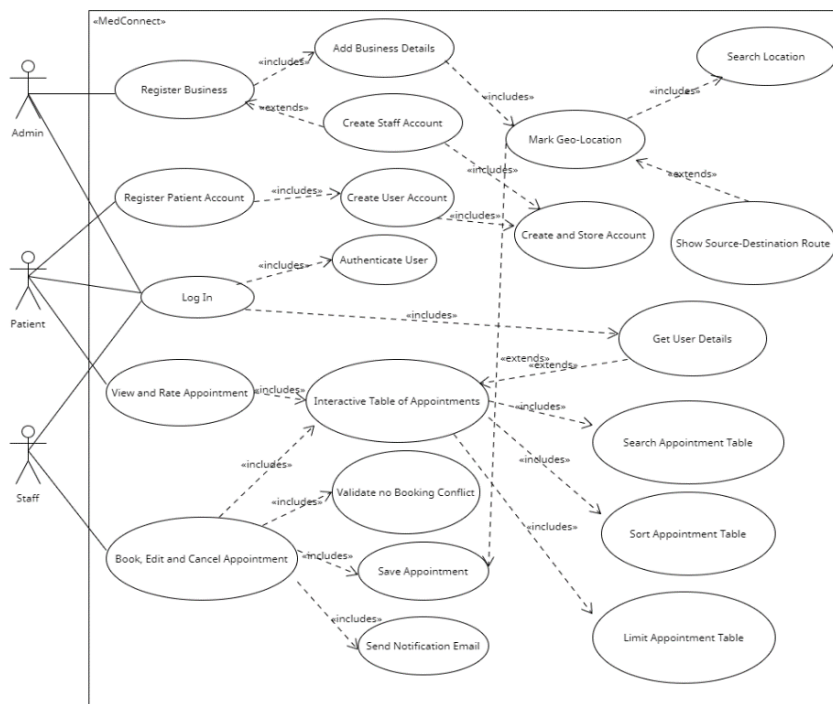 «MedConnect»
Add Business Details
Search Location
«includes»
Register Business
«includes»
«includes»
«extends»
Create Staff Account
Mark Geo-Location
Admin
«includes»
«extends»
Register Patient Account
«includes»
Create User Account
«includes»
Create and Store Account
Show Source-Destination Route
Authenticate User
«includes»
Patient
Log In
«includes»
Get User Details
«extends»
«extends»
View and Rate Appointment
«includes»
Interactive Table of Appointments
«includes»
Search Appointment Table
Staff
«includes»
«includes»
Validate no Booking Conflict
«includes»
«includes»
Sort Appointment Table
Book, Edit and Cancel Appointment
«includes»
Save Appointment
«includes»
Send Notification Email
Limit Appointment Table